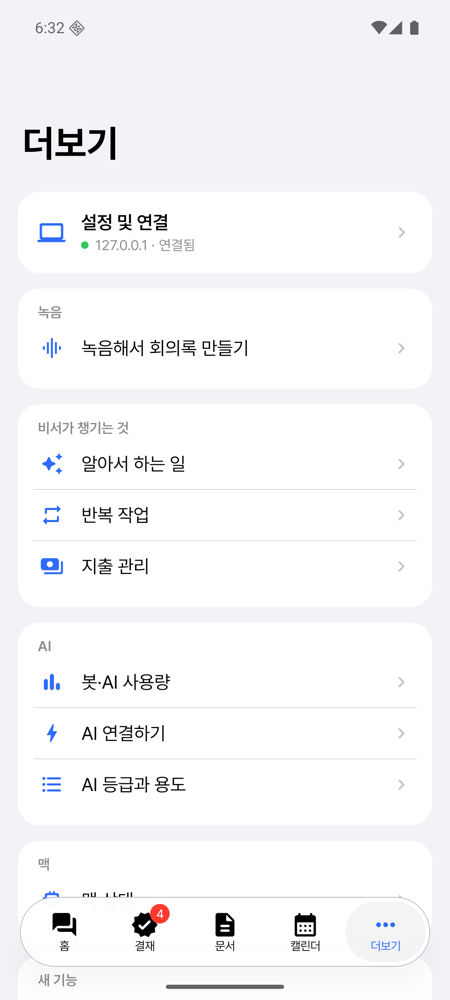 6:32
더보기
설정 및 연결
127.0.0.1 · 연결됨
녹음
녹음해서 회의록 만들기
비서가 챙기는 것
알아서 하는 일
반복 작업
지출 관리
AI
봇·AI 사용량
AI 연결하기
AI 등급과 용도
맥
맥 상태
4
홈
결재
문서
캘린더
더보기
새 기능